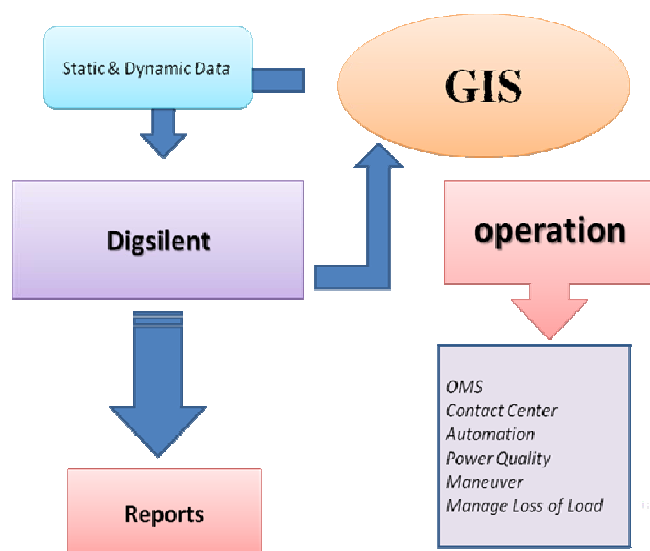 Static & Dynamic Data
GIS
Digsilent
operation
OMS
Contact Center
Automation
Power Quality
Maneuver
Manage Loss of Load
Reports